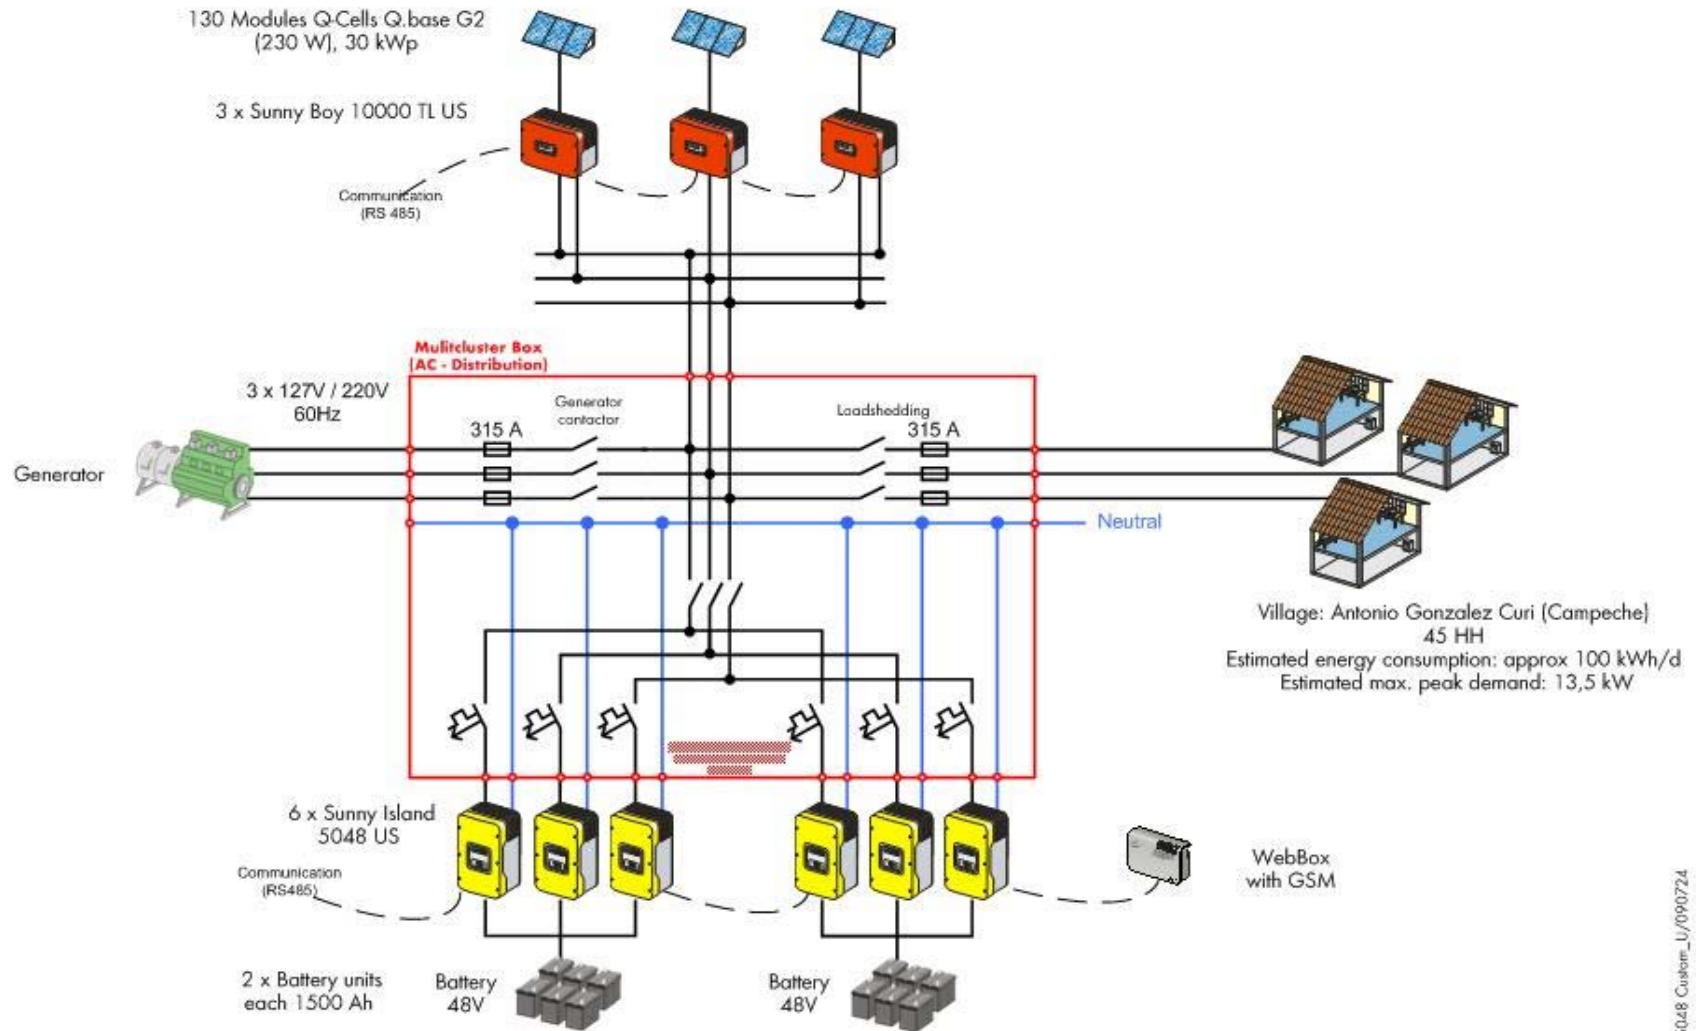 130 Modules Q-Cells Q.base G2
(230 W), 30 kWp
3 x Sunny Boy 10000 TL US
Communication
(RS 485)
Mulitcluster Box
(AC - Distribution)
3 x 127V / 220V
60Hz
Generator
contactor
Loadshedding
315 A
315 A
Generator
Neutral
Village: Antonio Gonzalez Curi (Campeche)
45 HH
Estimated energy consumption: approx 100 kWh/d
Estimated max. peak demand: 13,5 kW
6 x Sunny Island
5048 US
Communication
(RS485)
WebBox
with GSM
2 x Battery units
each 1500 Ah
Battery
48V
Battery
48V
5048 Custom_U/090724